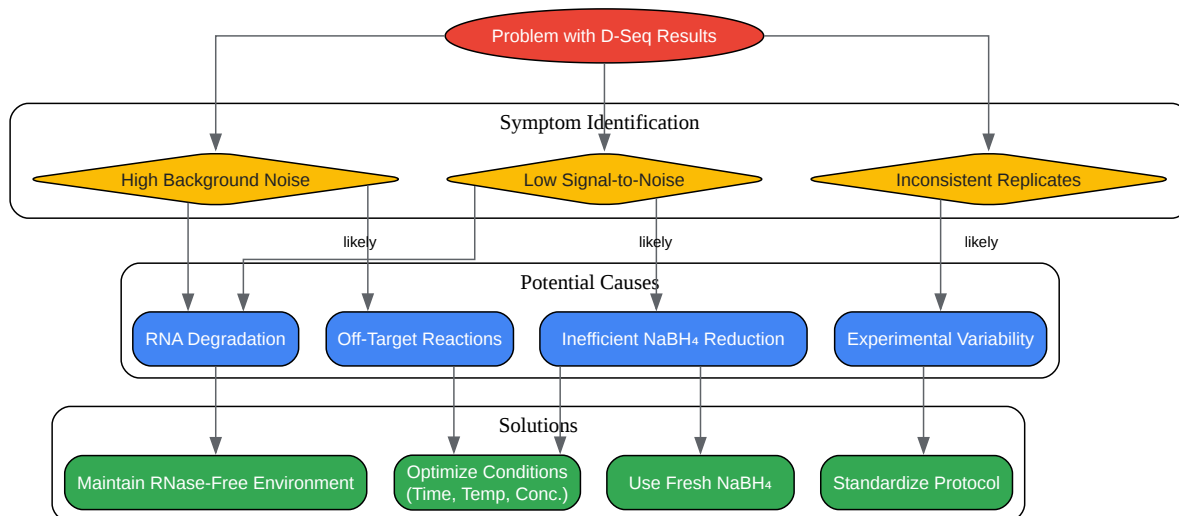 Problem with D-Seq Results
Symptom Identification
High Background Noise
Low Signal-to-Noise
Inconsistent Replicates
likely
likely
likely
Potential Causes
RNA Degradation
Off-Target Reactions
Inefficient NaBH₄ Reduction
Experimental Variability
Solutions
Maintain RNase-Free Environment
Optimize Conditions
(Time, Temp, Conc.)
Use Fresh NaBH₄
Standardize Protocol